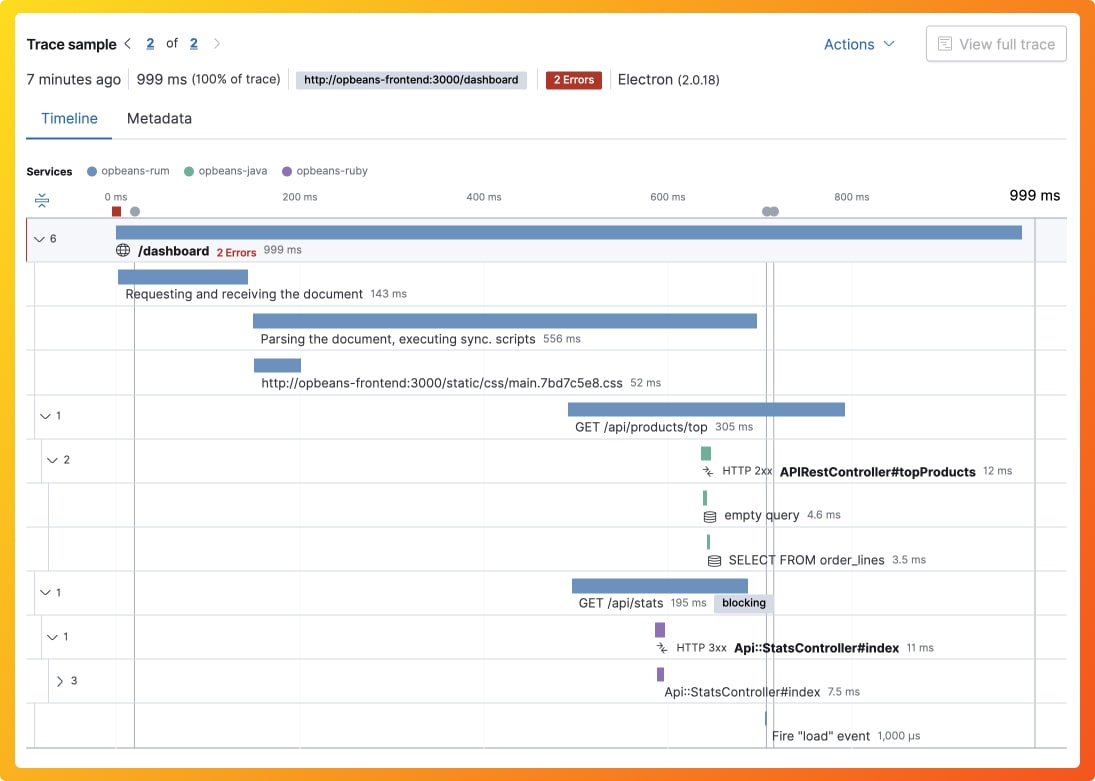 Trace sample 2 of 2 Actions View full trace
7 minutes ago 999 ms (100% of trace) http://opbeans-frontend:3000/dashboard 2 Errors Electron (2.0.18)
Timeline Metadata
Services opbeans-rum opbeans-java opbeans-ruby
0 ms 200 ms 400 ms 600 ms 800 ms 999 ms
6
/dashboard 2 Errors 999 ms
Requesting and receiving the document 143 ms
Parsing the document, executing sync. scripts 556 ms
http://opbeans-frontend:3000/static/css/main.7bd7c5e8.css 52 ms
1
GET /api/products/top 305 ms
2
HTTP 2xx APIRestController#topProducts 12 ms
empty query 4.6 ms
SELECT FROM order_lines 3.5 ms
1
GET /api/stats 195 ms blocking
1
HTTP 3xx Api::StatsController#index 11 ms
3
Api::StatsController#index 7.5 ms
Fire "load" event 1,000 µs